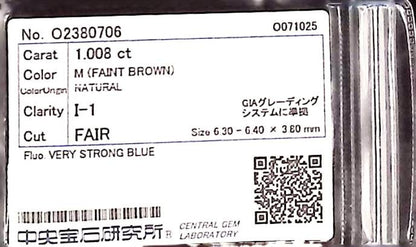 No. O2380706 O071025
Carat 1.008 ct
Color M (FAINT BROWN)
ColorOrigin NATURAL
Clarity I-1 GIAグレーディング
システムに準拠
Cut FAIR Size 6.30 - 6.40 × 3.80 mm
Fluo. VERY STRONG BLUE
中央宝石研究所® CENTRAL GEM
LABORATORY